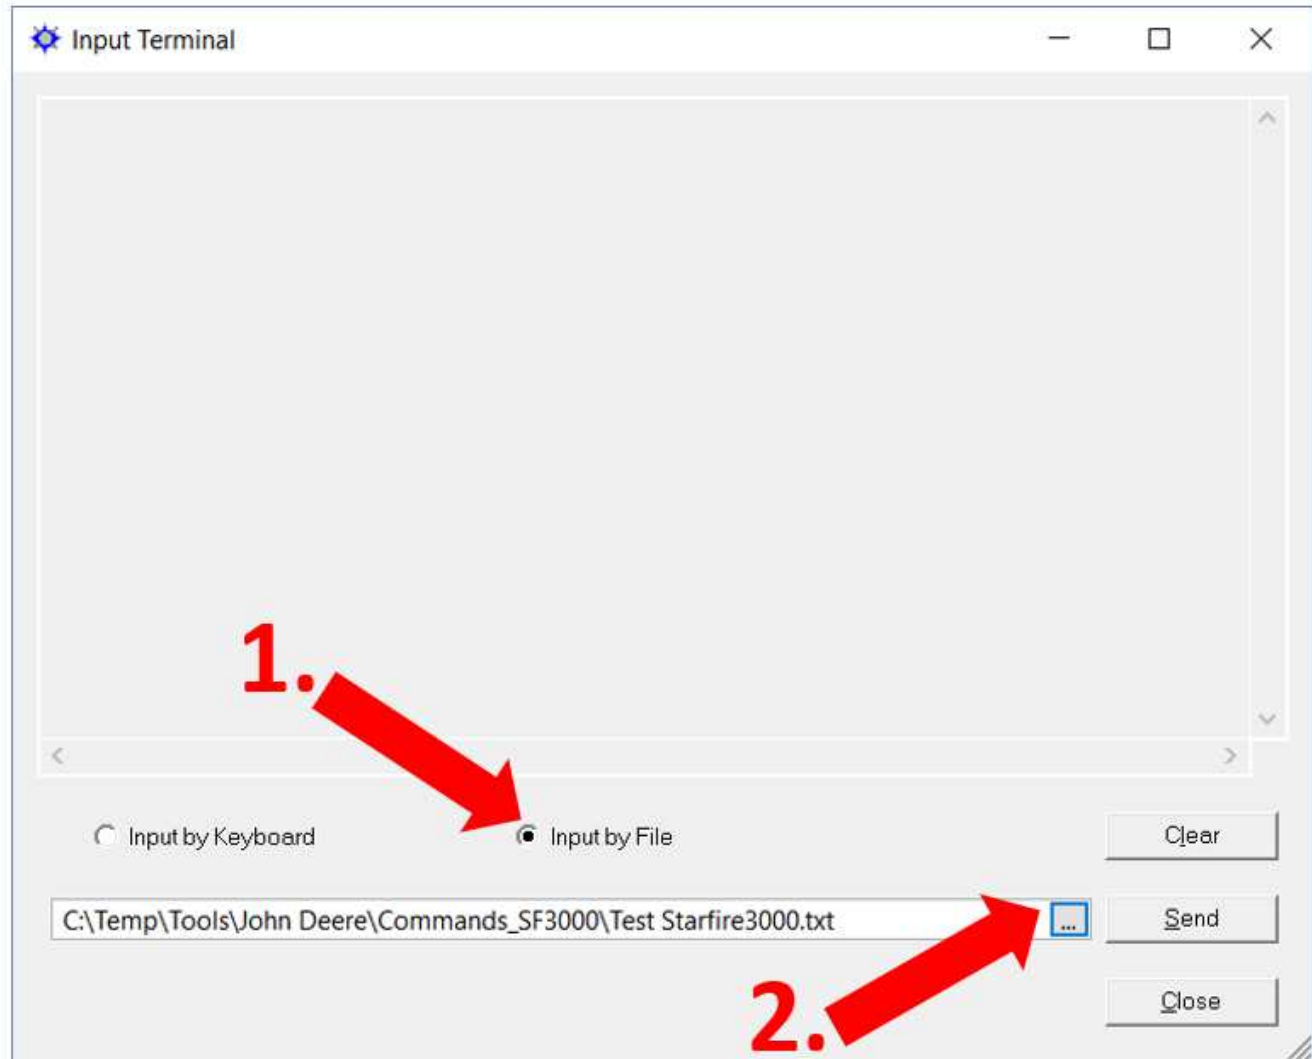 Input Terminal
1.
Input by Keyboard
Input by File
Clear
C:\Temp\Tools\John Deere\Commands_SF3000\Test Starfire3000.txt
...
Send
2.
Close